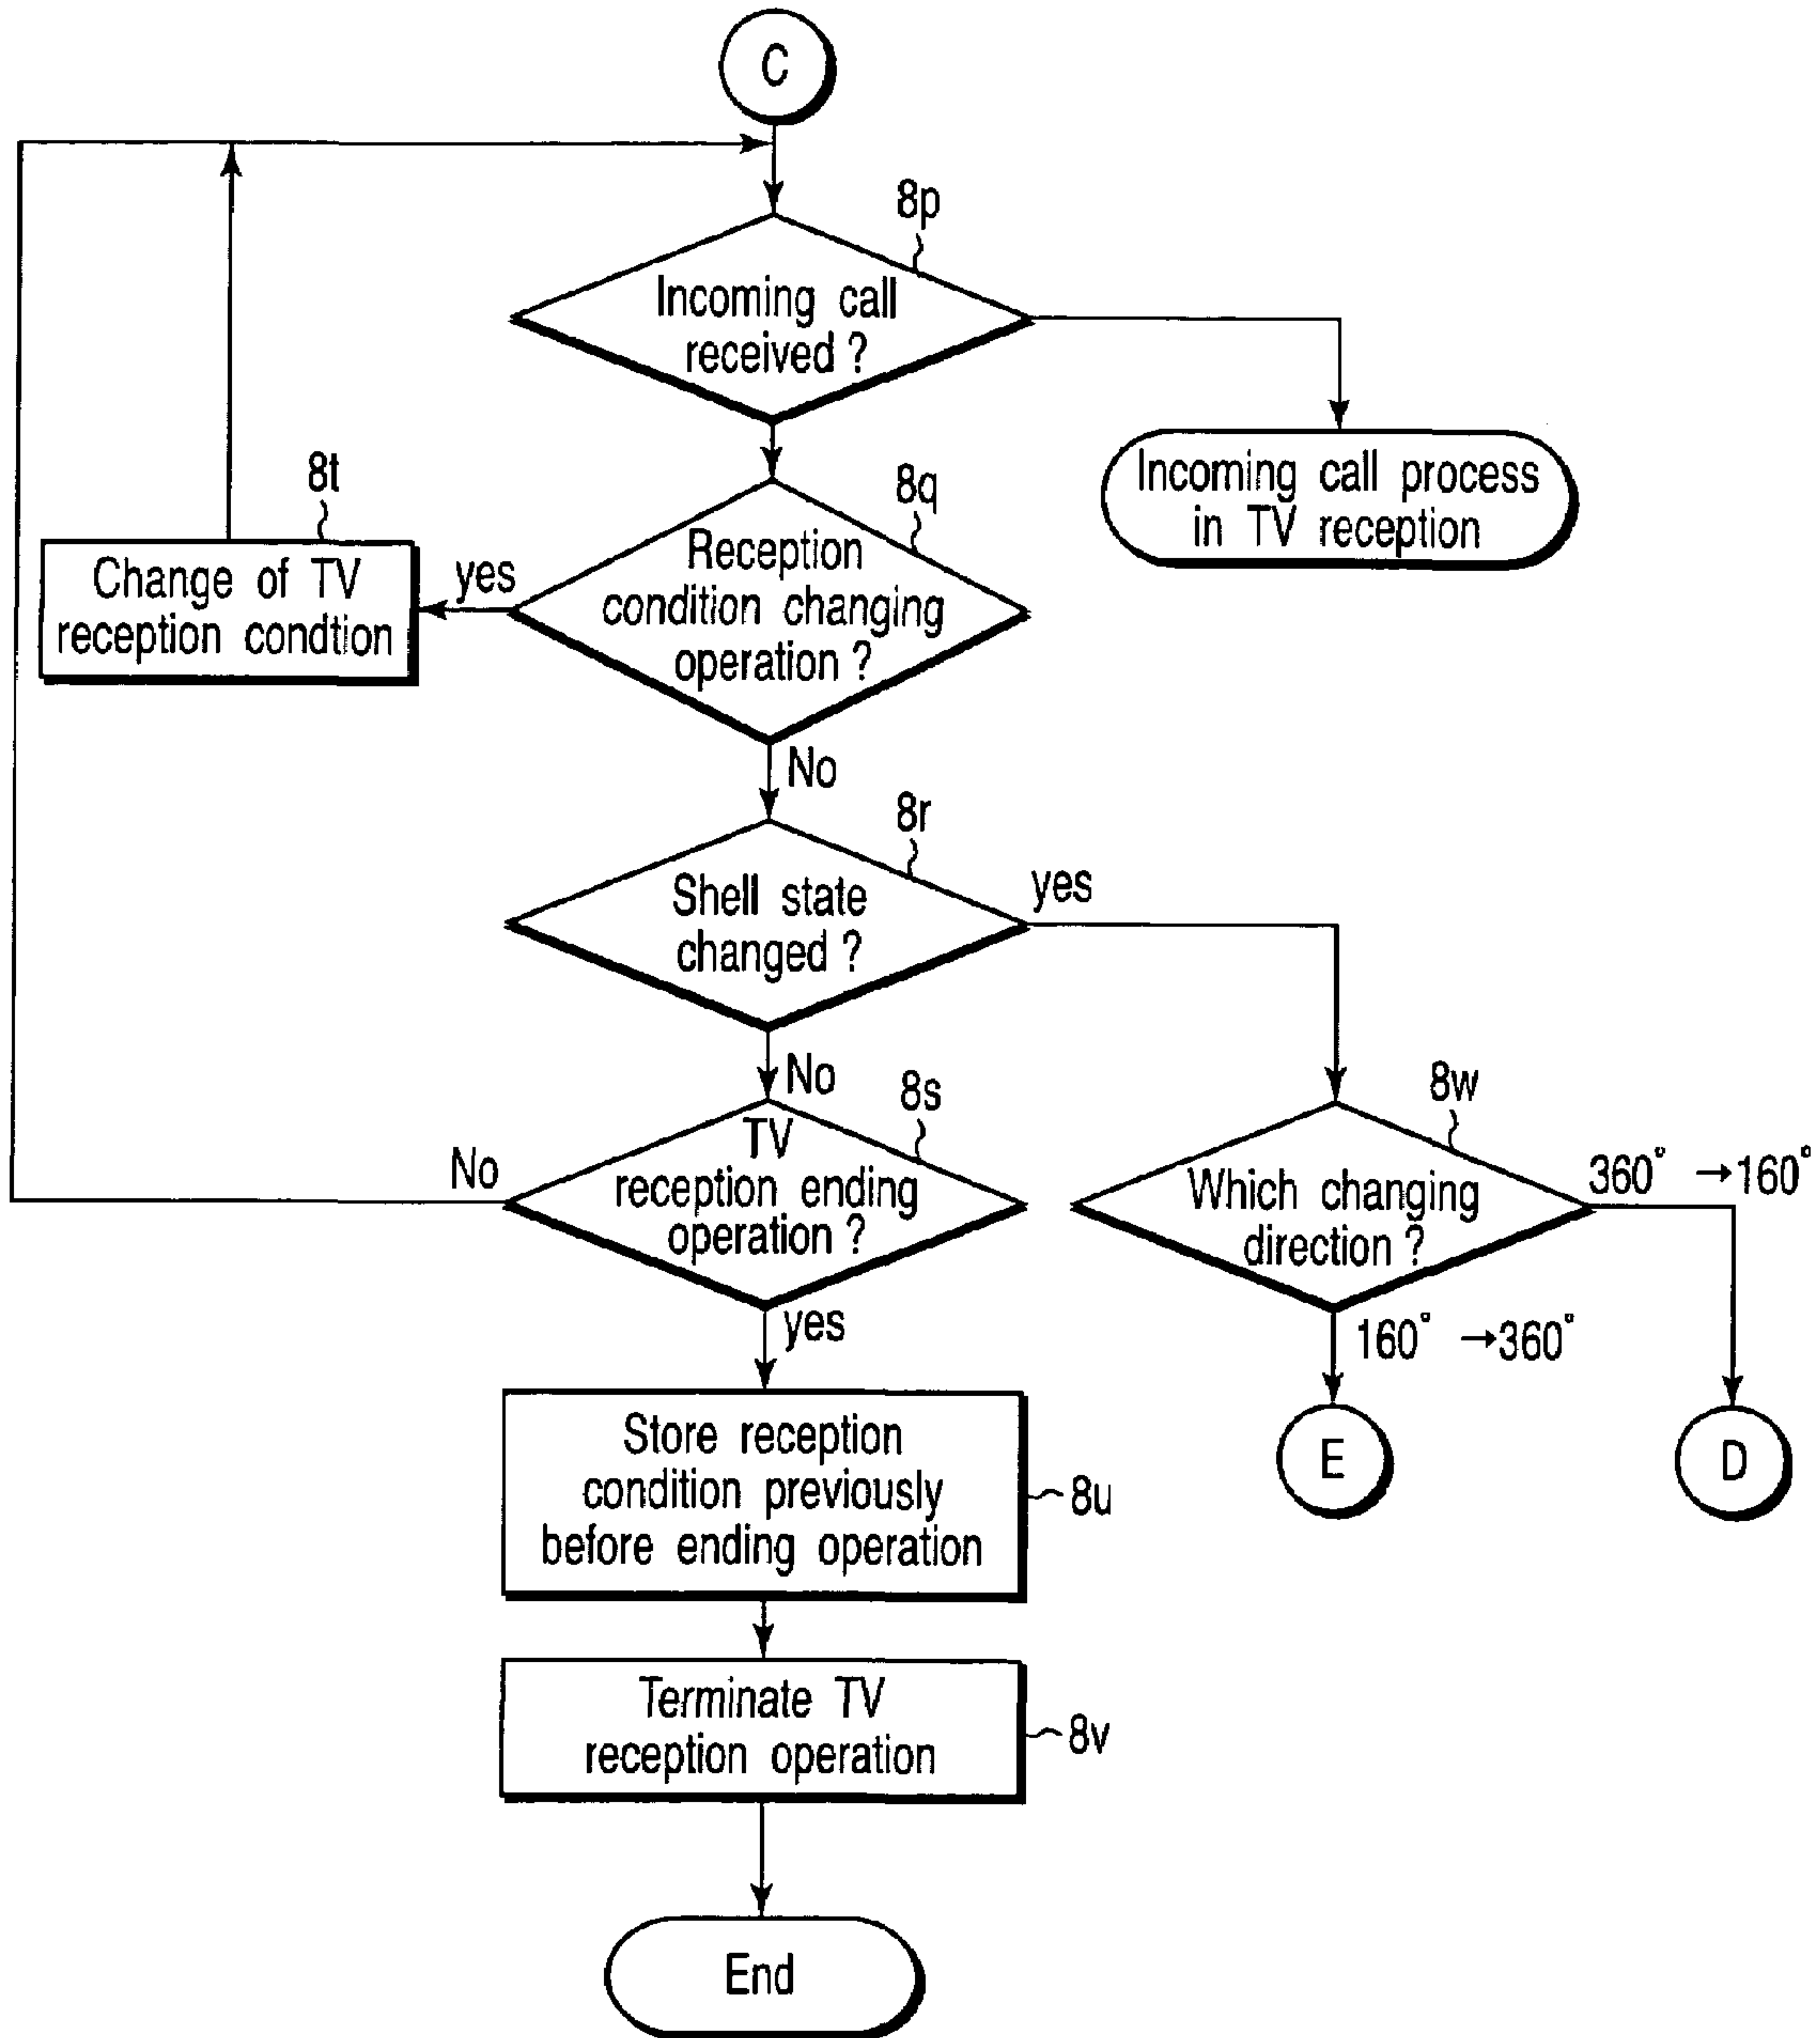 C
8p
Incoming call
received ?
Incoming call process
in TV reception
8t
Change of TV
reception condtion
yes
8q
Reception
condition changing
operation ?
No
8r
Shell state
changed ?
yes
No
8s
TV
reception ending
operation ?
No
yes
8w
Which changing
direction ?
360° →160°
160° →360°
E
D
Store reception
condition previously
before ending operation
8u
Terminate TV
reception operation
8v
End